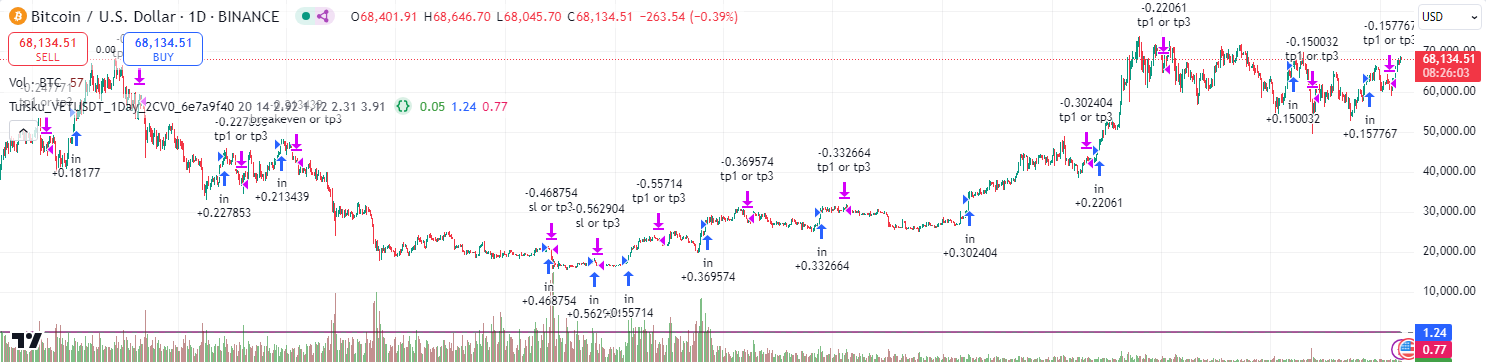 Bitcoin / U.S. Dollar · 1D · BINANCE
O68,401.91 H68,646.70 L68,045.70 C68,134.51 −263.54 (−0.39%)
USD
68,134.51
SELL
0.00
68,134.51
BUY
Vol · BTC 57
20 14 2.92 4.12 2.31 3.91 0.05 1.24 0.77
-0.22061
tp1 or tp3
-0.150032
tp1 or tp3
-0.157767
tp1 or tp3
70,000.00
68,134.51
08:26:03
60,000.00
50,000.00
40,000.00
30,000.00
20,000.00
10,000.00
1.24
0.77
breakeven or tp3
tp1 or tp3
in
+0.18177
in
+0.227853
in
+0.213439
-0.468754
sl or tp3
-0.562904
sl or tp3
-0.55714
tp1 or tp3
-0.369574
tp1 or tp3
-0.332664
tp1 or tp3
-0.302404
tp1 or tp3
in
+0.468754
in
in
+0.55714
in
+0.369574
in
+0.332664
in
+0.302404
in
+0.22061
in
+0.150032
in
+0.157767